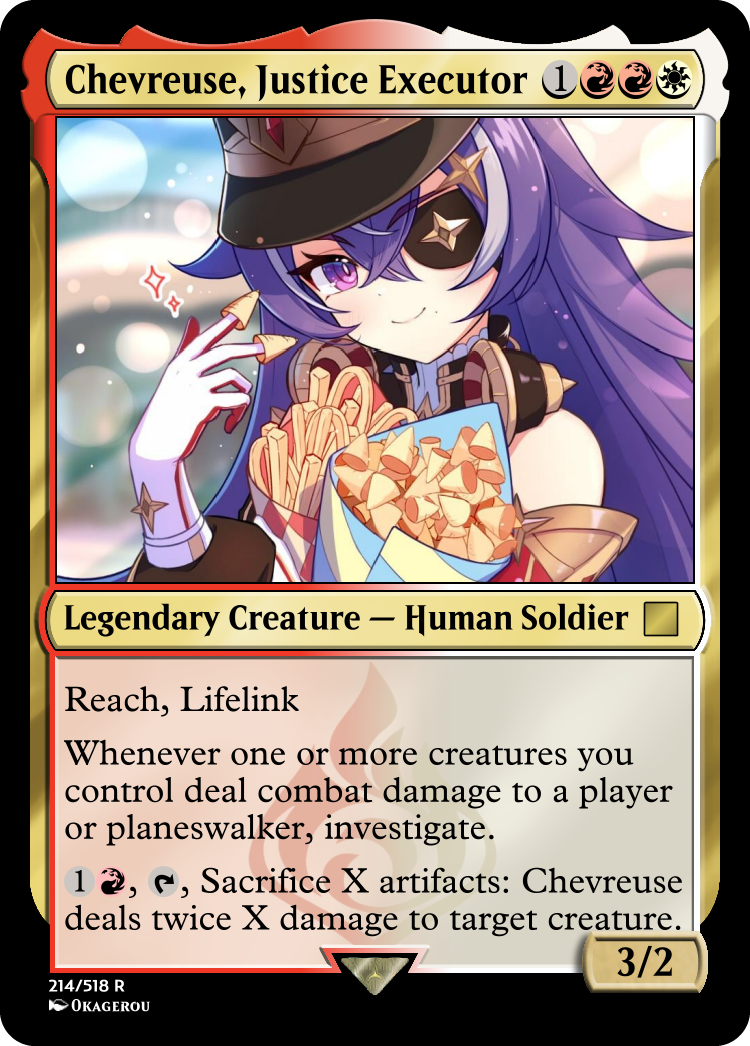 Chevreuse, Justice Executor 1
Legendary Creature — Human Soldier
Reach, Lifelink
Whenever one or more creatures you
control deal combat damage to a player
or planeswalker, investigate.
1 , , Sacrifice X artifacts: Chevreuse
deals twice X damage to target creature.
3/2
214/518 R
Okagerou